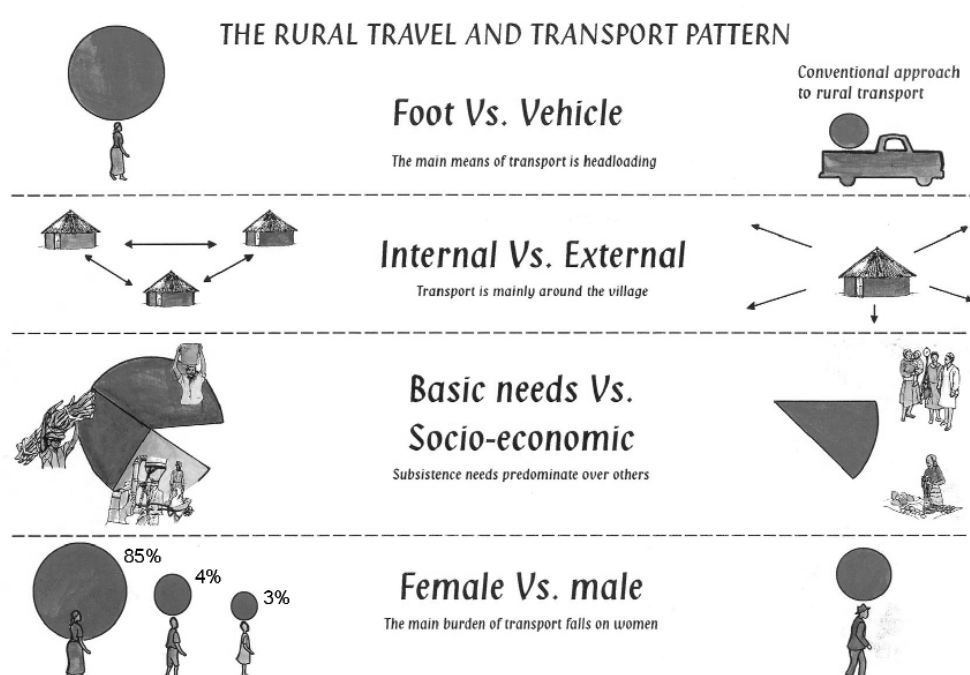 THE RURAL TRAVEL AND TRANSPORT PATTERN
Conventional approach
to rural transport
Foot Vs. Vehicle
The main means of transport is headloading
Internal Vs. External
Transport is mainly around the village
Basic needs Vs.
Socio-economic
Subsistence needs predominate over others
85%
4%
3%
Female Vs. male
The main burden of transport falls on women